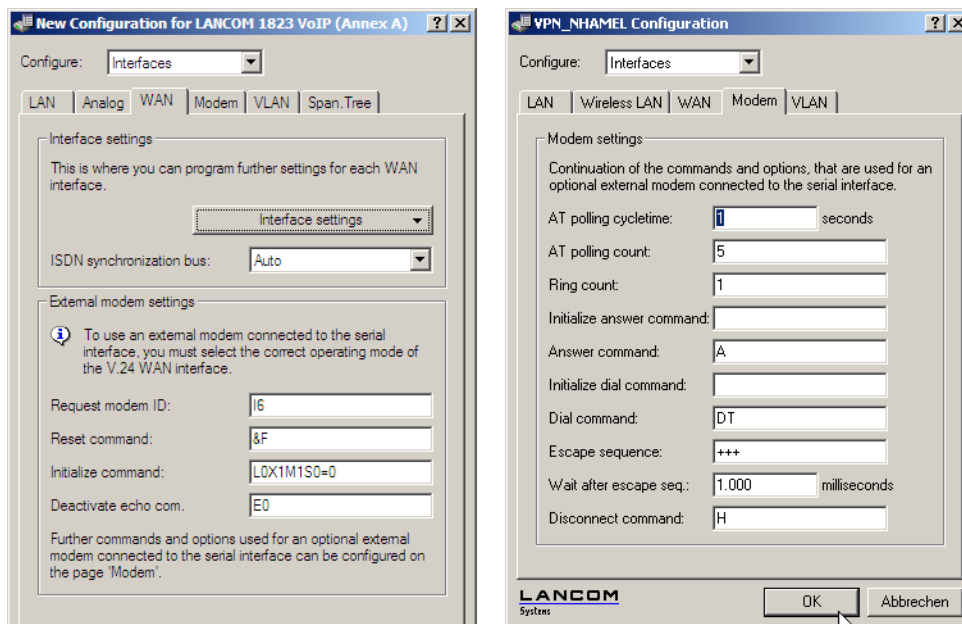 New Configuration for LANCOM 1823 VoIP (Annex A)
Configure: Interfaces
LAN Analog WAN Modem VLAN Span.Tree
Interface settings
This is where you can program further settings for each WAN
interface.
Interface settings
ISDN synchronization bus: Auto
External modem settings
To use an external modem connected to the serial
interface, you must select the correct operating mode of
the V.24 WAN interface.
Request modem ID: I6
Reset command: &F
Initialize command: L0X1M1S0=0
Deactivate echo com. E0
Further commands and options used for an optional external
modem connected to the serial interface can be configured on
the page 'Modem'.
VPN_NHAMEL Configuration
Configure: Interfaces
LAN Wireless LAN WAN Modem VLAN
Modem settings
Continuation of the commands and options, that are used for an
optional external modem connected to the serial interface.
AT polling cycletime: 1 seconds
AT polling count: 5
Ring count: 1
Initialize answer command:
Answer command: A
Initialize dial command:
Dial command: DT
Escape sequence: +++
Wait after escape seq.: 1.000 milliseconds
Disconnect command: H
LANCOM
Systems
OK Abbrechen